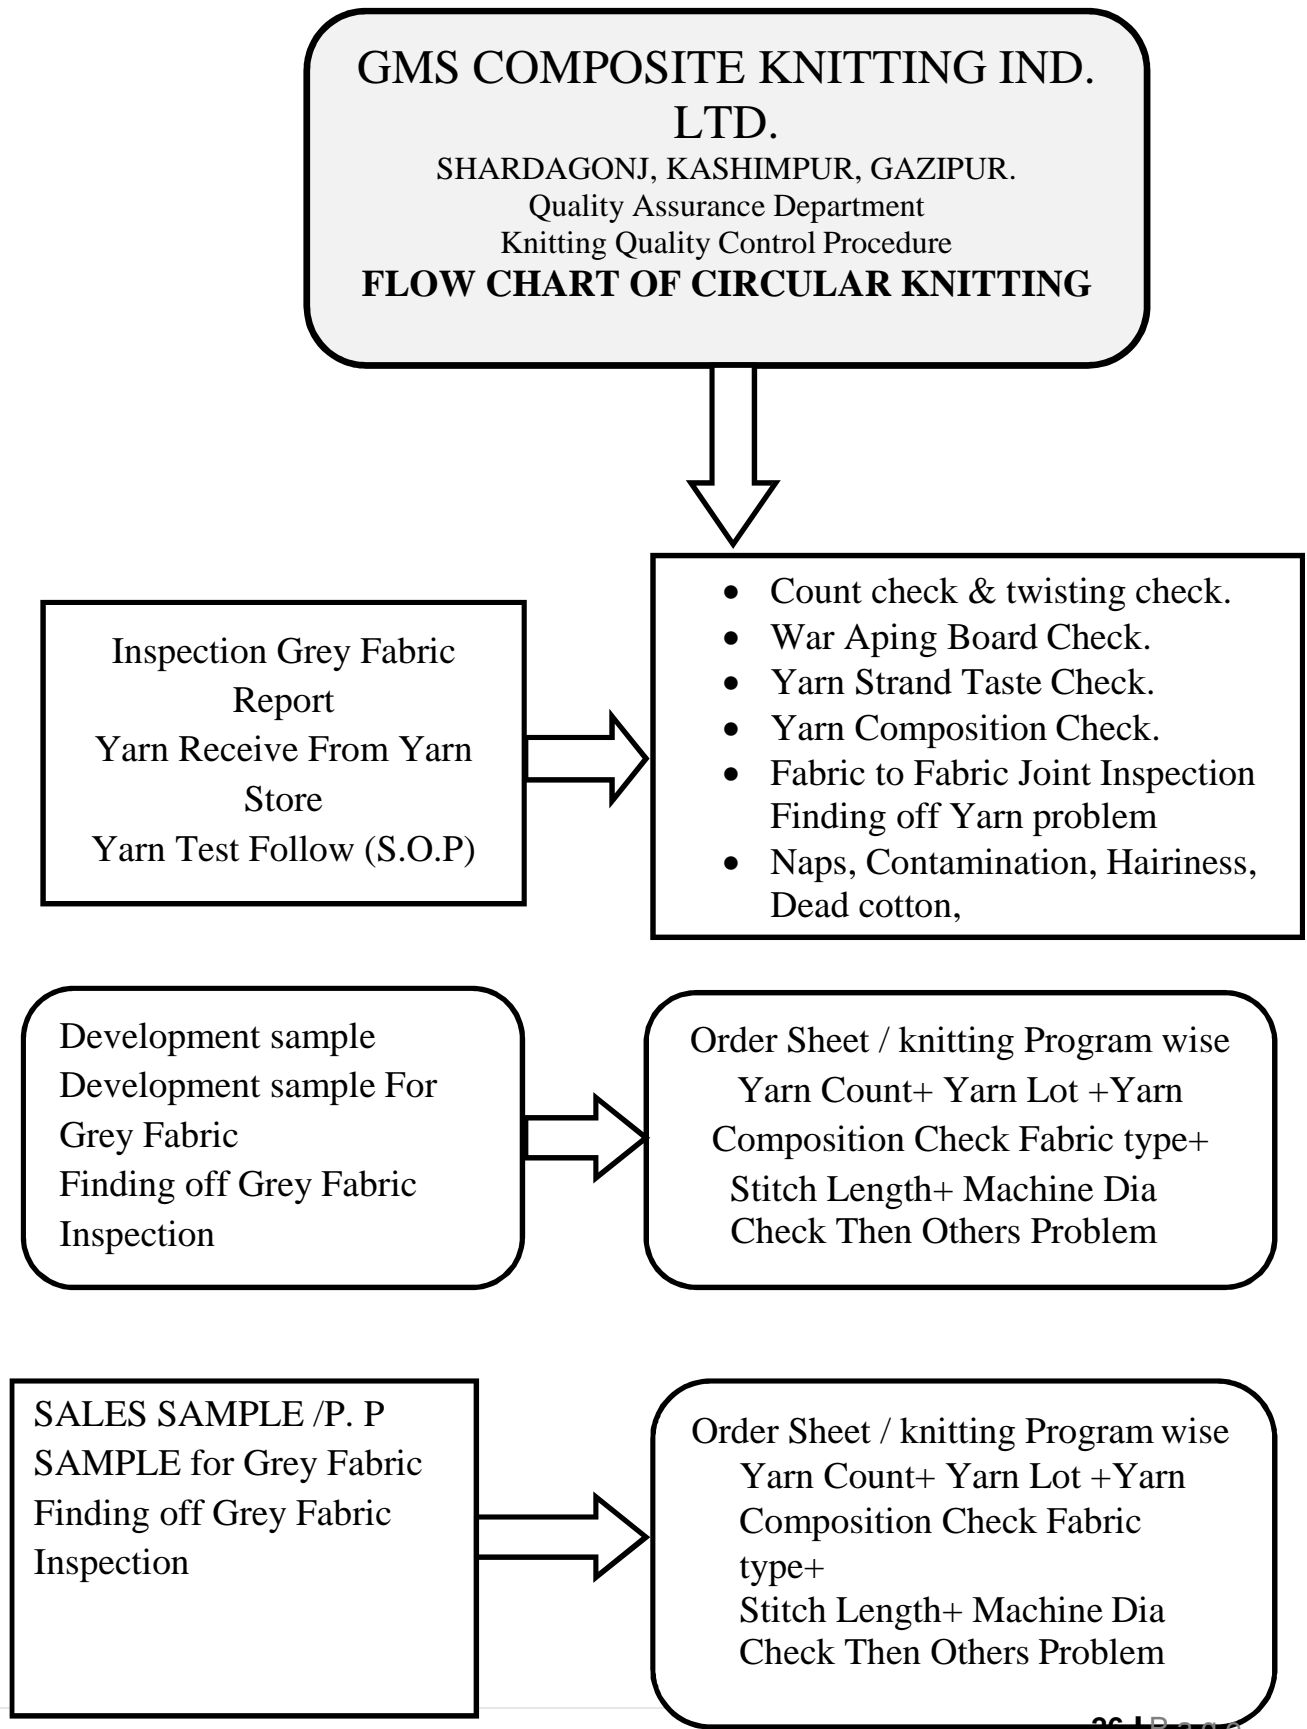 GMS COMPOSITE KNITTING IND.
LTD.
SHARDAGONJ, KASHIMPUR, GAZIPUR.
Quality Assurance Department
Knitting Quality Control Procedure
FLOW CHART OF CIRCULAR KNITTING
Inspection Grey Fabric
Report
Yarn Receive From Yarn
Store
Yarn Test Follow (S.O.P)
• Count check & twisting check.
• War Aping Board Check.
• Yarn Strand Taste Check.
• Yarn Composition Check.
• Fabric to Fabric Joint Inspection
Finding off Yarn problem
• Naps, Contamination, Hairiness,
Dead cotton,
Development sample
Development sample For
Grey Fabric
Finding off Grey Fabric
Inspection
Order Sheet / knitting Program wise
Yarn Count+ Yarn Lot +Yarn
Composition Check Fabric type+
Stitch Length+ Machine Dia
Check Then Others Problem
SALES SAMPLE /P. P
SAMPLE for Grey Fabric
Finding off Grey Fabric
Inspection
Order Sheet / knitting Program wise
Yarn Count+ Yarn Lot +Yarn
Composition Check Fabric
type+
Stitch Length+ Machine Dia
Check Then Others Problem
| Page